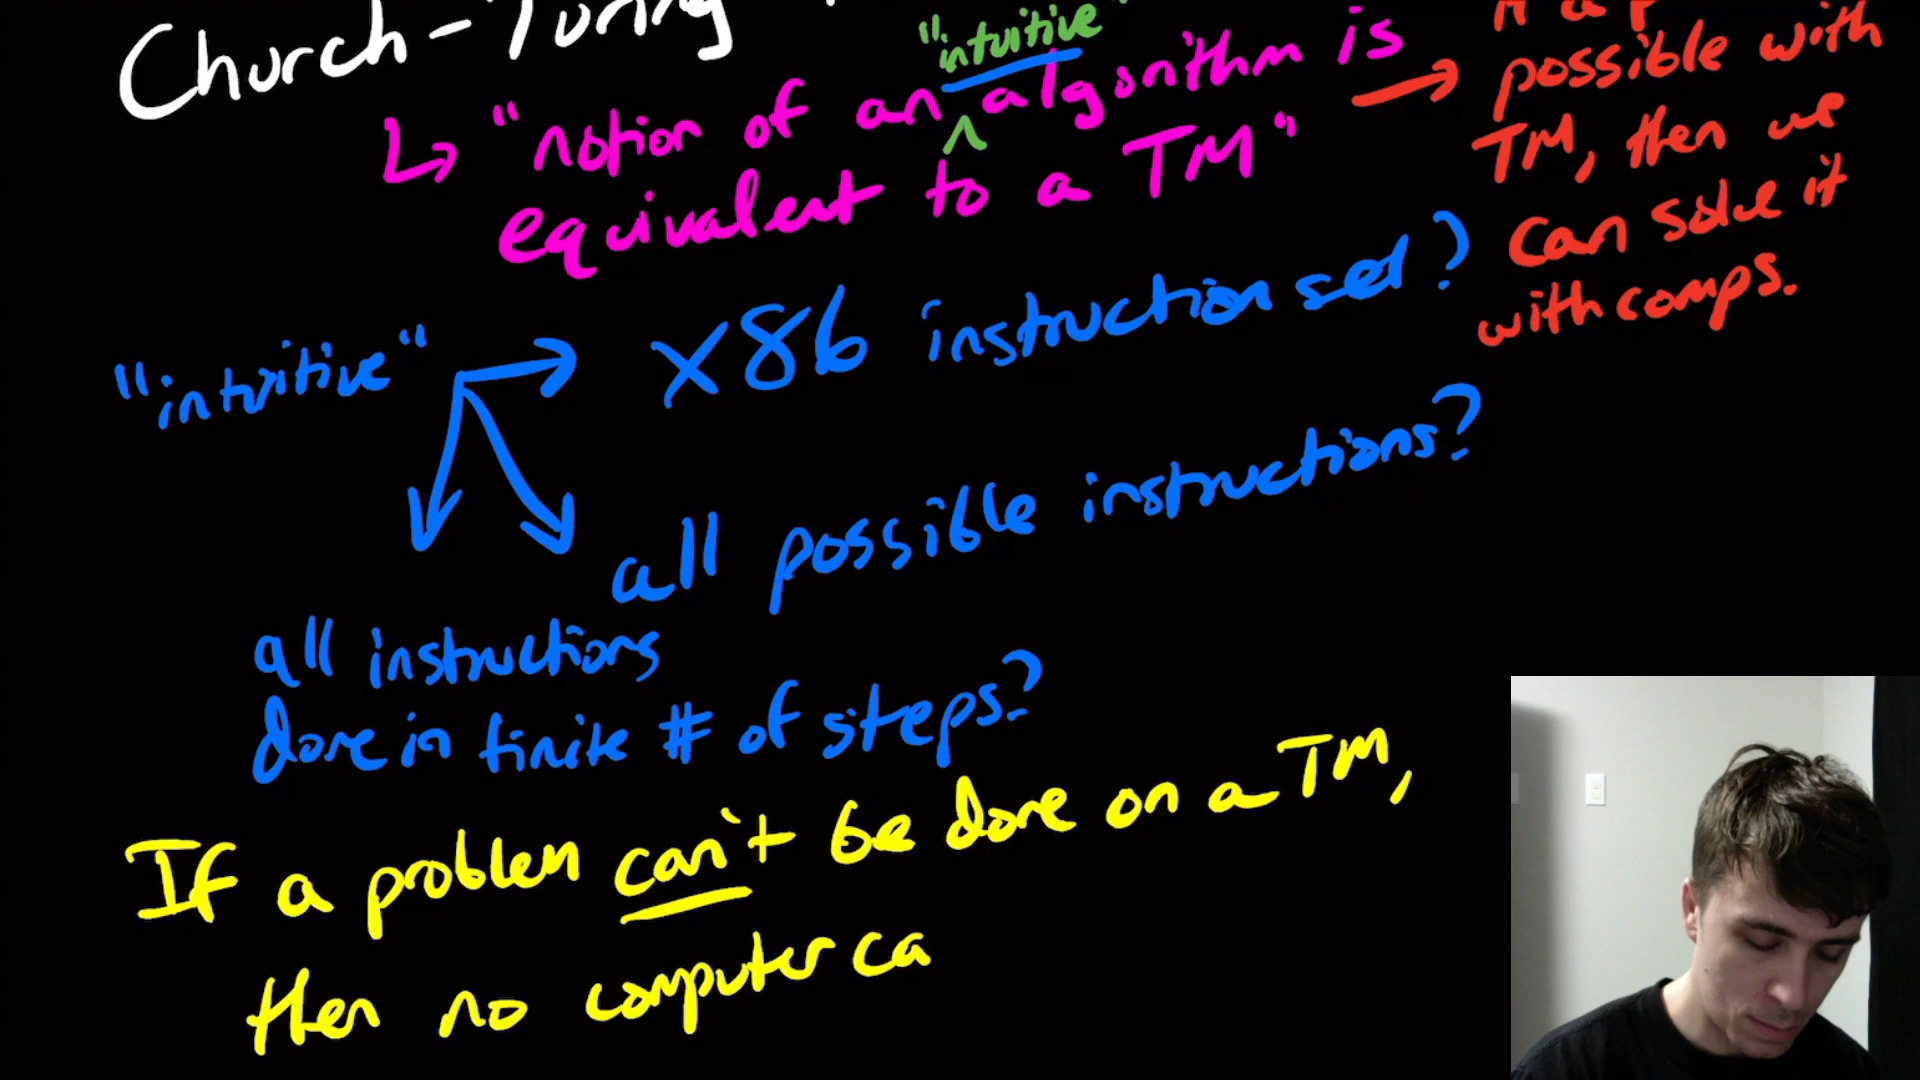 Church-Turing
"intuitive"
↳ "notion of an ^ algorithm is
equivalent to a TM"
→
possible with
TM, then we
can solve it
with comps.
"intuitive" → x86 instruction set?
all possible instructions?
all instructions
done in finite # of steps?
If a problem can't be done on a TM,
then no computer ca